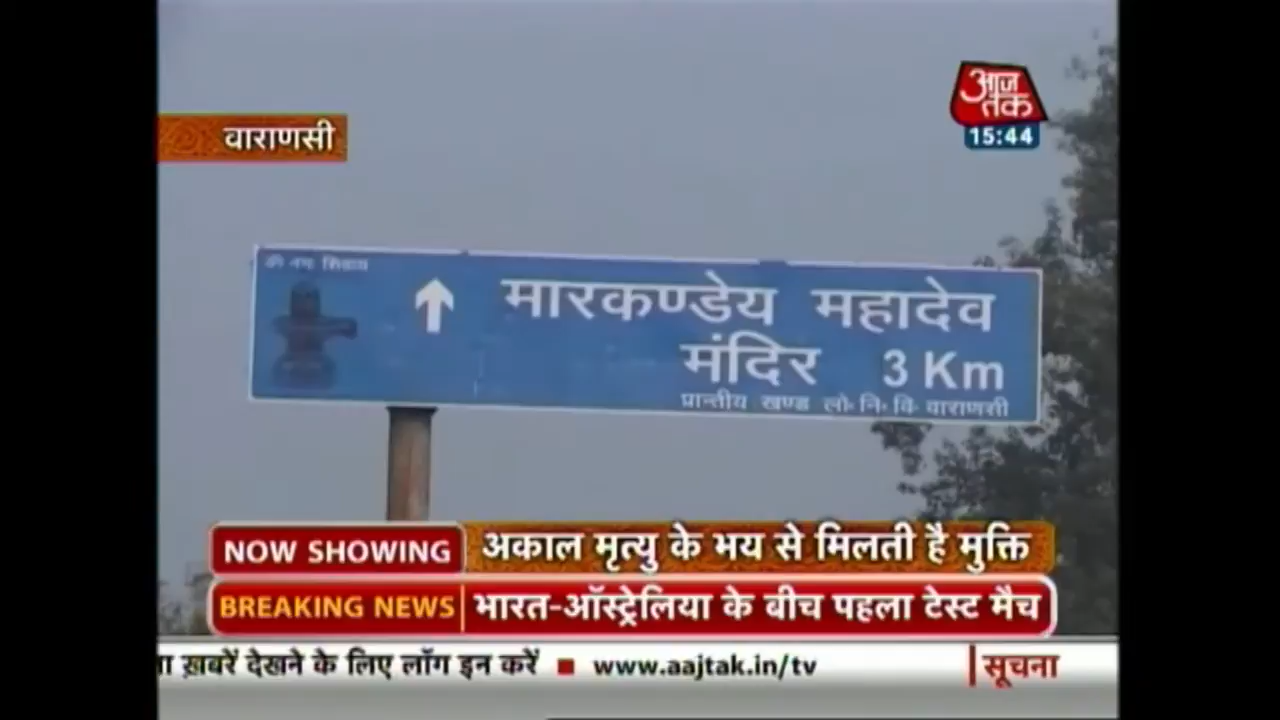 आज
तक
15:44
वाराणसी
ॐ नमः शिवाय
मारकण्डेय महादेव
मंदिर 3 Km
प्रान्तीय खण्ड लो॰ नि॰ वि॰ वाराणसी
NOW SHOWING अकाल मृत्यु के भय से मिलती है मुक्ति
BREAKING NEWS भारत-ऑस्ट्रेलिया के बीच पहला टेस्ट मैच
ख़बरें देखने के लिए लॉग इन करें ■ www.aajtak.in/tv सूचना